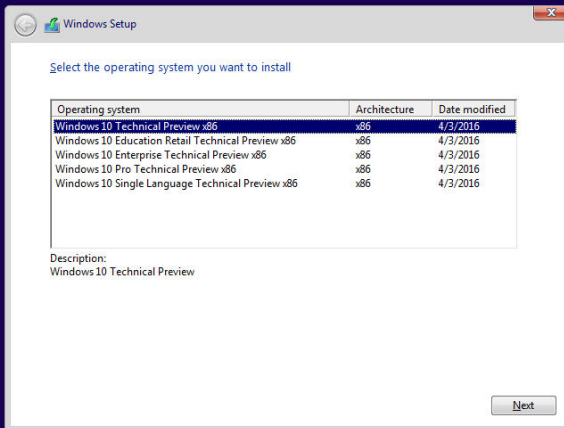 Windows Setup
Select the operating system you want to install
Operating system Architecture Date modified
Windows 10 Technical Preview x86 x86 4/3/2016
Windows 10 Education Retail Technical Preview x86 x86 4/3/2016
Windows 10 Enterprise Technical Preview x86 x86 4/3/2016
Windows 10 Pro Technical Preview x86 x86 4/3/2016
Windows 10 Single Language Technical Preview x86 x86 4/3/2016
Description:
Windows 10 Technical Preview
Next